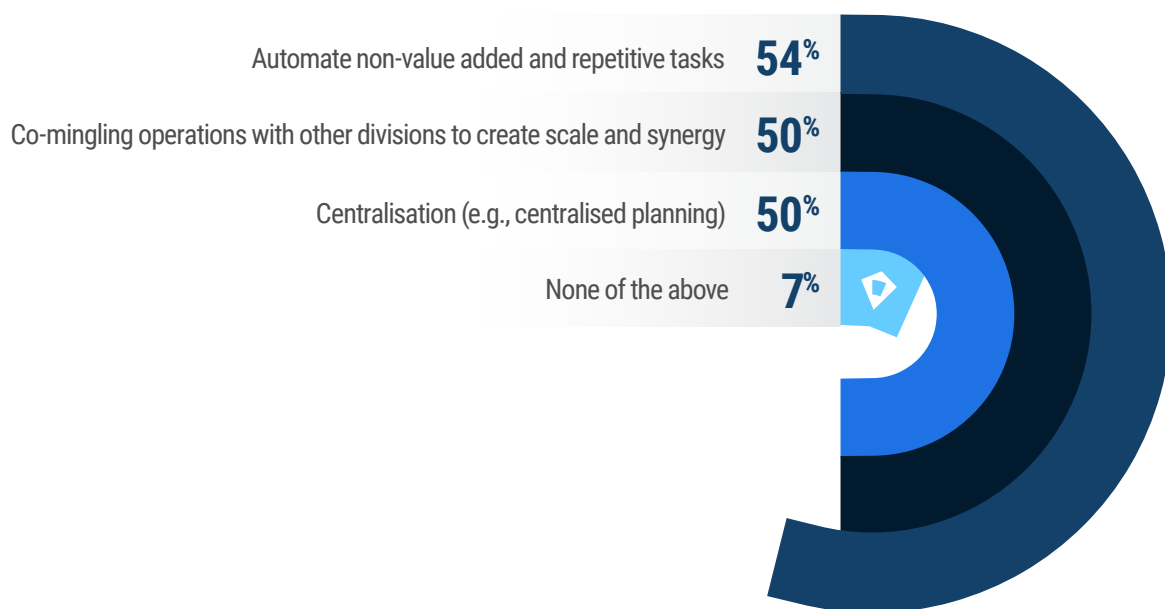 Automate non-value added and repetitive tasks 54%
Co-mingling operations with other divisions to create scale and synergy 50%
Centralisation (e.g., centralised planning) 50%
None of the above 7%